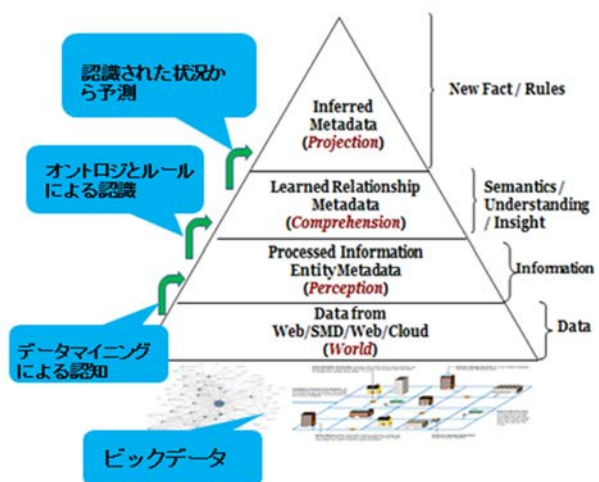 認識された状況か
ら予測
Inferred
Metadata
(Projection)
New Fact / Rules
オントロジとルール
による認識
Learned Relationship
Metadata
(Comprehension)
Semantics /
Understanding
/ Insight
Processed Information
EntityMetadata
(Perception)
Information
データマイニング
による認知
Data from
Web/SMD/Web/Cloud
(World)
Data
ビックデータ